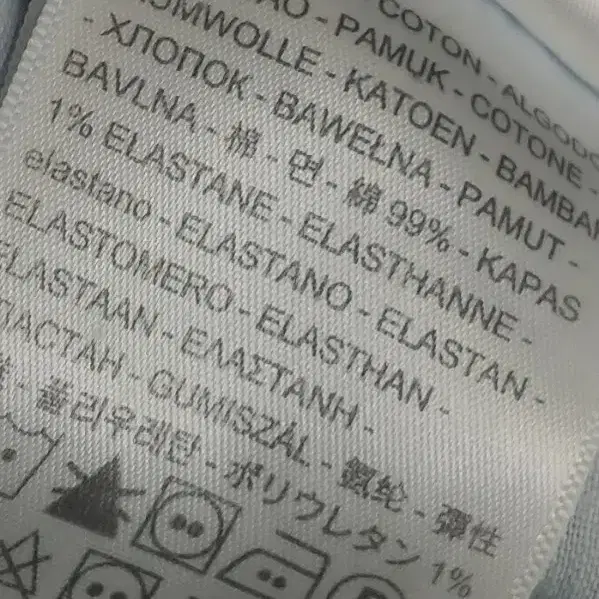 COTON - ALGODO
- PAMUK - COTONE -
- KATOEN - BAMBA
- ХЛОПОК - BAWEŁNA - PAMUT -
BAVLNA - 棉 - 면 - 綿 99% - KAPAS
1% ELASTANE - ELASTHANNE -
elastano - ELASTANO - ELASTAN -
ELASTOMERO - ELASTHAN -
ELASTAAN - ΕΛΑΣΤΑΝΗ -
ЛАСТАН - GUMISZÁL - 氨纶 - 彈性
- 폴리우레탄 - ポリウレタン 1%